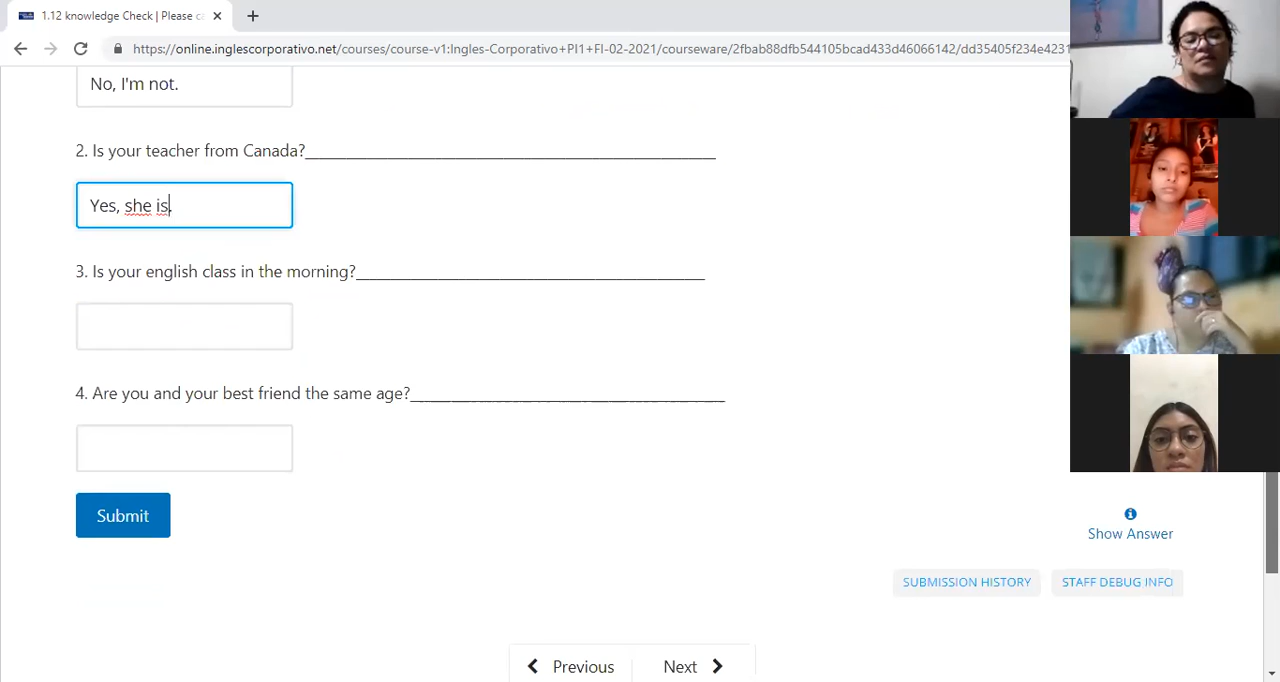 1.12 knowledge Check | Please ca
https://online.inglescorporativo.net/courses/course-v1:Ingles-Corporativo+PI1+FI-02-2021/courseware/2fbab88dfb544105bcad433d46066142/dd35405f234e4231
No, I'm not.
2. Is your teacher from Canada?
Yes, she is.
3. Is your english class in the morning?
4. Are you and your best friend the same age?
Submit
Show Answer
SUBMISSION HISTORY STAFF DEBUG INFO
Previous Next